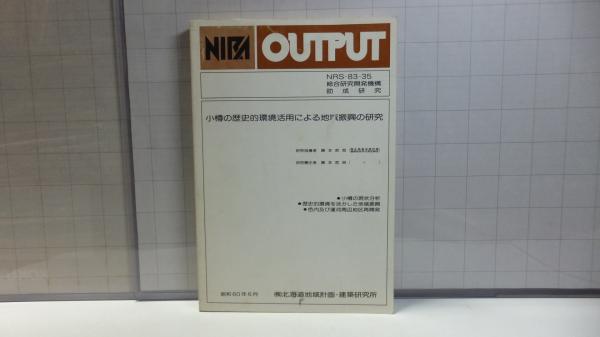 NIRA OUTPUT
NRS-83-35
総合研究開発機構
助成研究
小樽の歴史的環境活用による地域振興の研究
●小樽の現状分析
●歴史的環境を活かした地域振興
●色内及び運河周辺地区再開発
昭和60年6月
㈱北海道地域計画・建築研究所